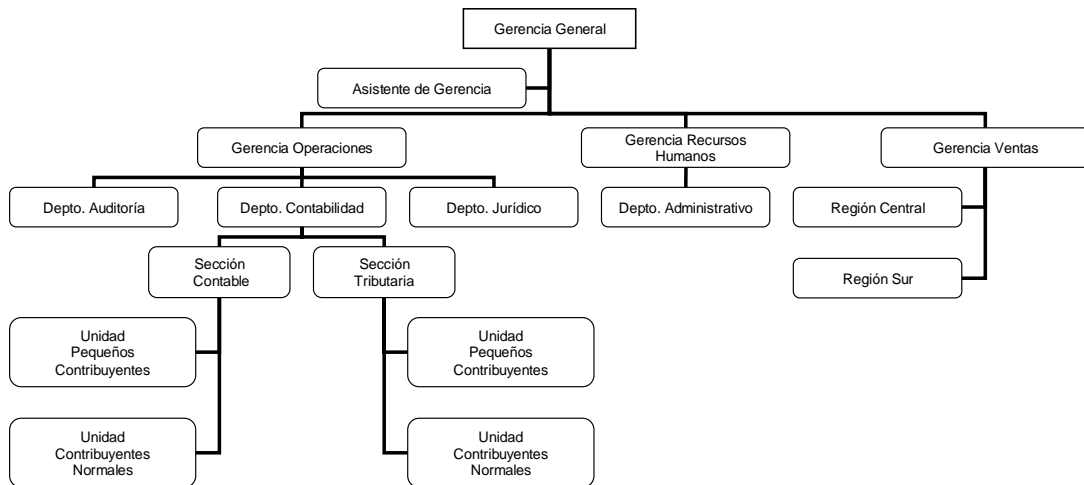 Gerencia General
Asistente de Gerencia
Gerencia Operaciones
Gerencia Recursos
Humanos
Gerencia Ventas
Depto. Auditoría
Depto. Contabilidad
Depto. Jurídico
Depto. Administrativo
Región Central
Sección
Contable
Sección
Tributaria
Región Sur
Unidad
Pequeños
Contribuyentes
Unidad
Pequeños
Contribuyentes
Unidad
Contribuyentes
Normales
Unidad
Contribuyentes
Normales